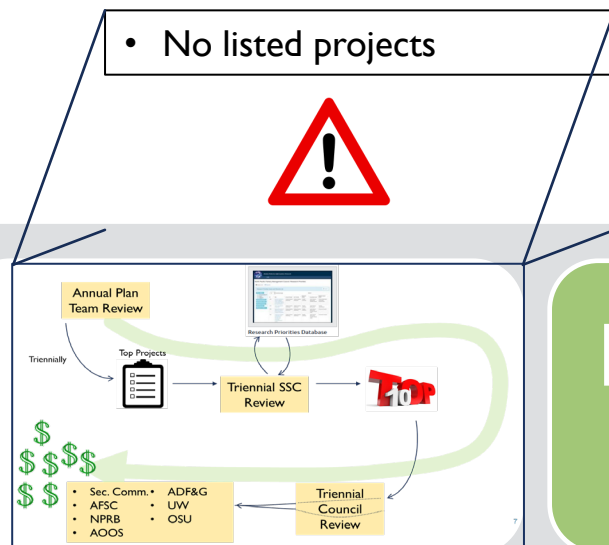 • No listed projects
Annual Plan
Team Review
Research Priorities Database
Triennially
Top Projects
Triennial SSC
Review
TOP
10
$
$ $ $ $
$ $
• Sec. Comm.
• AFSC
• NPRB
• AOOS
• ADF&G
• UW
• OSU
Triennial
Council
Review
7